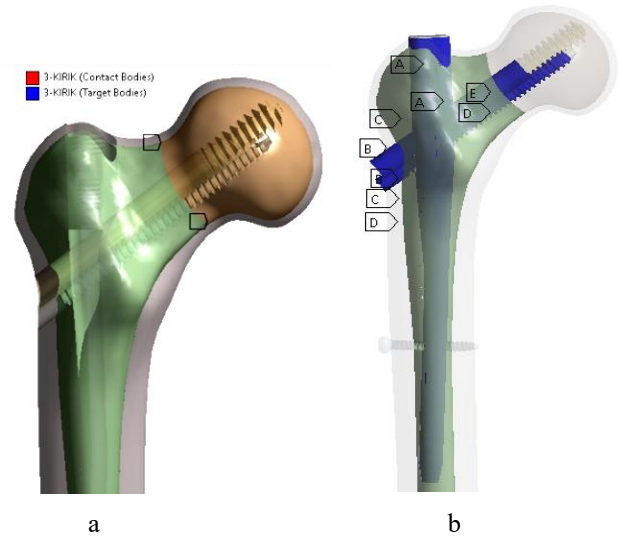 3-KIRIK (Contact Bodies)
3-KIRIK (Target Bodies)
A
A
E
D
C
B
B
C
D
a
b